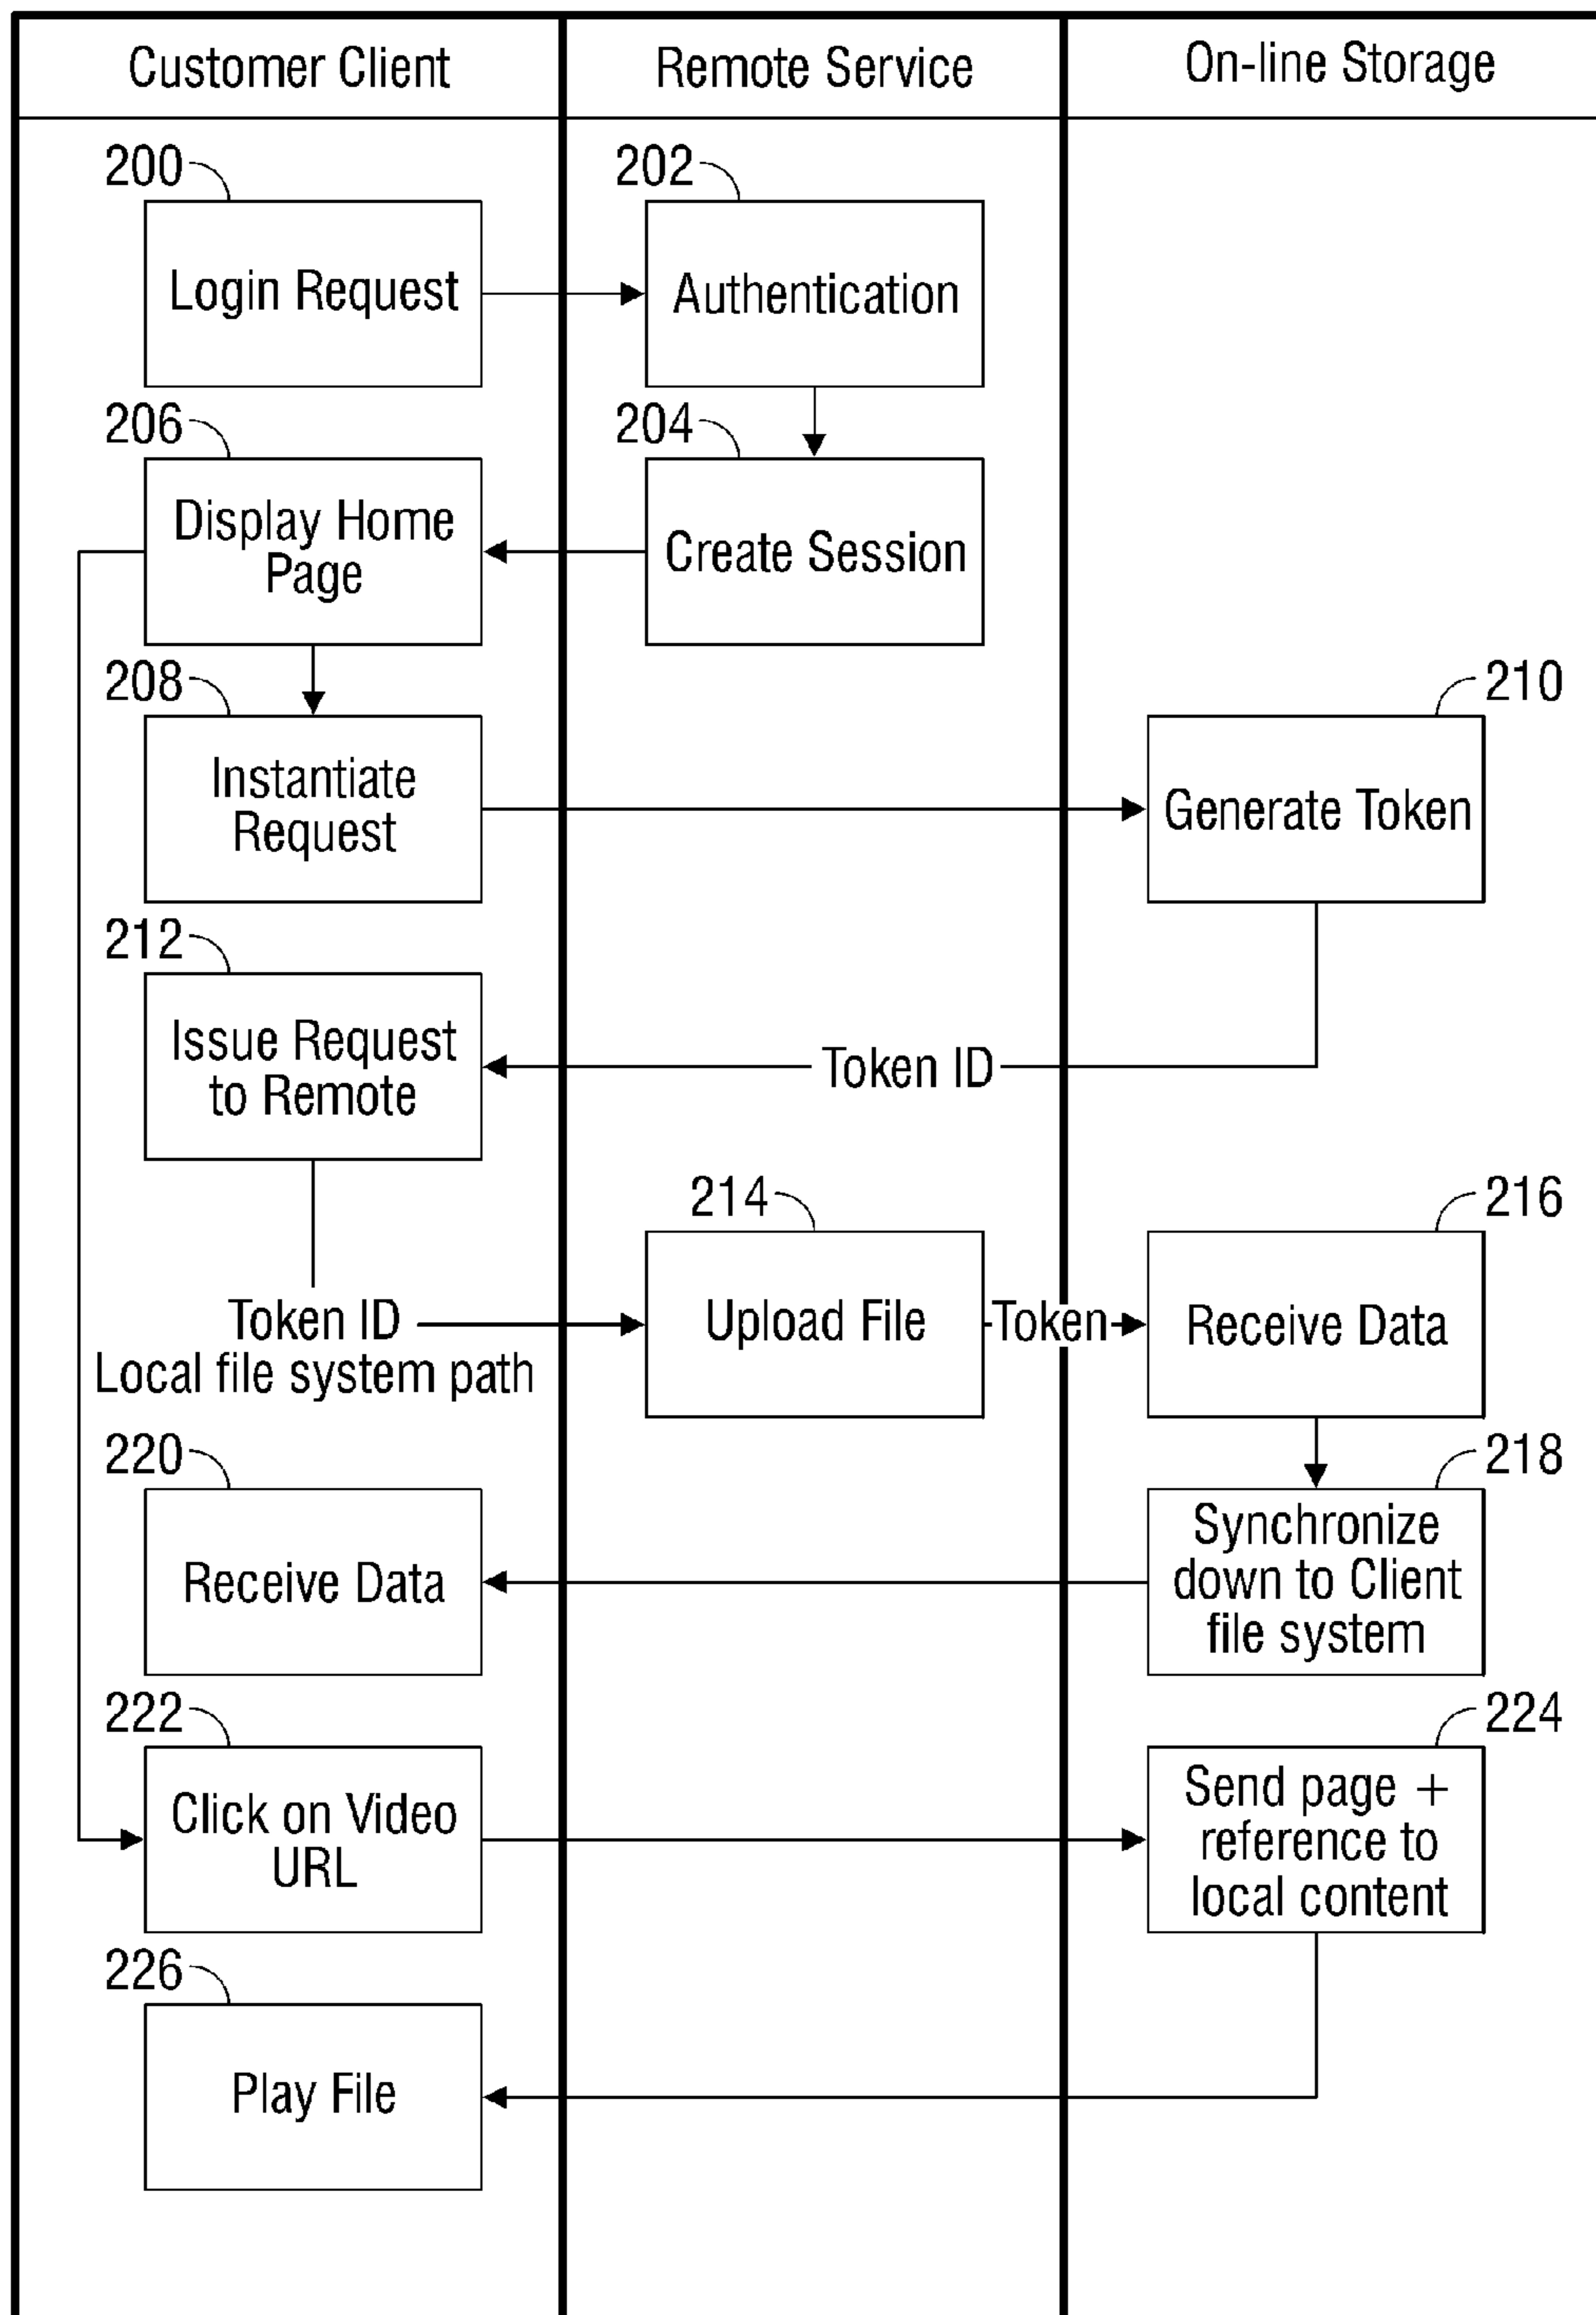 Customer Client
Remote Service
On-line Storage
200
Login Request
202
Authentication
206
Display Home
Page
204
Create Session
208
Instantiate
Request
210
Generate Token
212
Issue Request
to Remote
Token ID
Token ID
Local file system path
214
Upload File
Token
216
Receive Data
220
Receive Data
218
Synchronize
down to Client
file system
222
Click on Video
URL
224
Send page +
reference to
local content
226
Play File